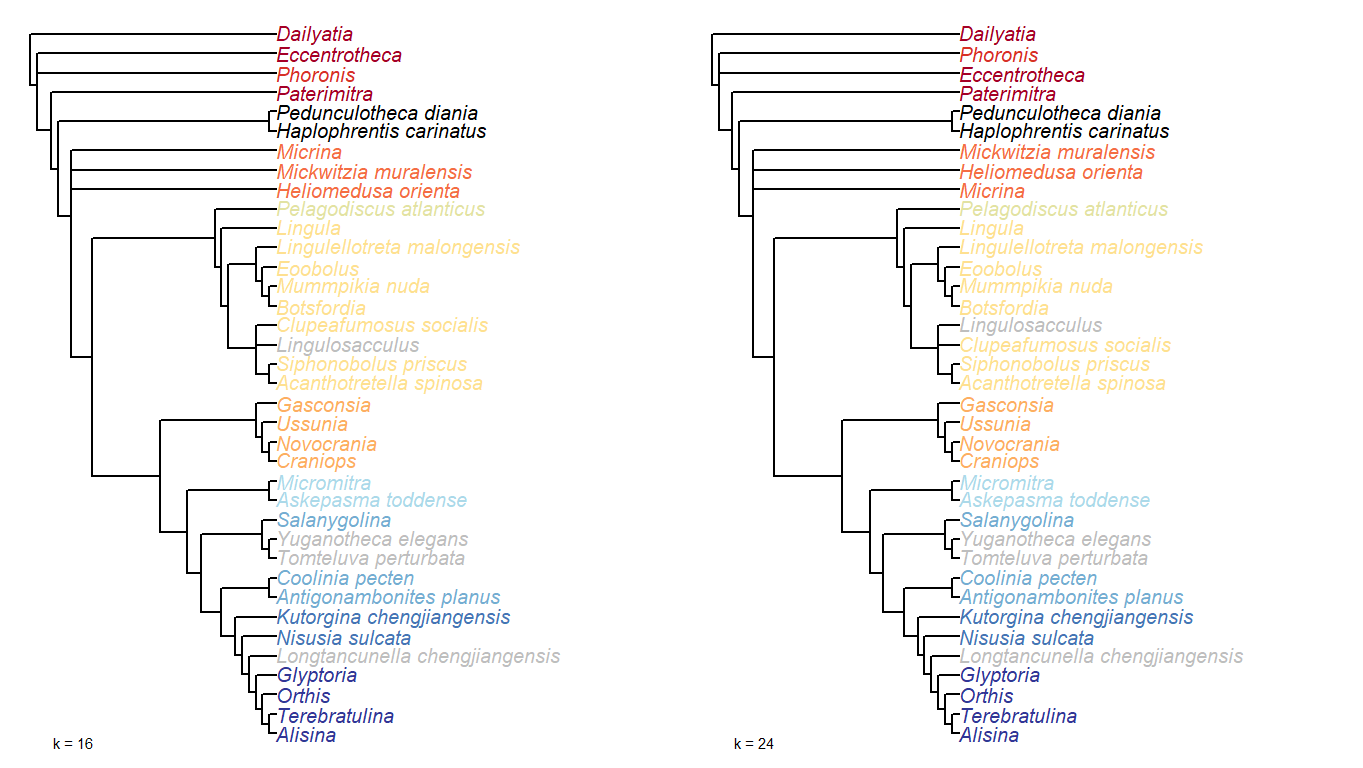 Dailyatia
Eccentrotheca
Phoronis
Paterimitra
Pedunculotheca diania
Haplophrentis carinatus
Micrina
Mickwitzia muralensis
Heliomedusa orienta
Pelagodiscus atlanticus
Lingula
Lingulellotreta malongensis
Eoobolus
Mummpikia nuda
Botsfordia
Clupeafumosus socialis
Lingulosacculus
Siphonobolus priscus
Acanthotretella spinosa
Gasconsia
Ussunia
Novocrania
Craniops
Micromitra
Askepasma toddense
Salanygolina
Yuganotheca elegans
Tomteluva perturbata
Coolinia pecten
Antigonambonites planus
Kutorgina chengjiangensis
Nisusia sulcata
Longtancunella chengjiangensis
Glyptoria
Orthis
Terebratulina
Alisina
k = 16
Dailyatia
Phoronis
Eccentrotheca
Paterimitra
Pedunculotheca diania
Haplophrentis carinatus
Mickwitzia muralensis
Heliomedusa orienta
Micrina
Pelagodiscus atlanticus
Lingula
Lingulellotreta malongensis
Eoobolus
Mummpikia nuda
Botsfordia
Lingulosacculus
Clupeafumosus socialis
Siphonobolus priscus
Acanthotretella spinosa
Gasconsia
Ussunia
Novocrania
Craniops
Micromitra
Askepasma toddense
Salanygolina
Yuganotheca elegans
Tomteluva perturbata
Coolinia pecten
Antigonambonites planus
Kutorgina chengjiangensis
Nisusia sulcata
Longtancunella chengjiangensis
Glyptoria
Orthis
Terebratulina
Alisina
k = 24